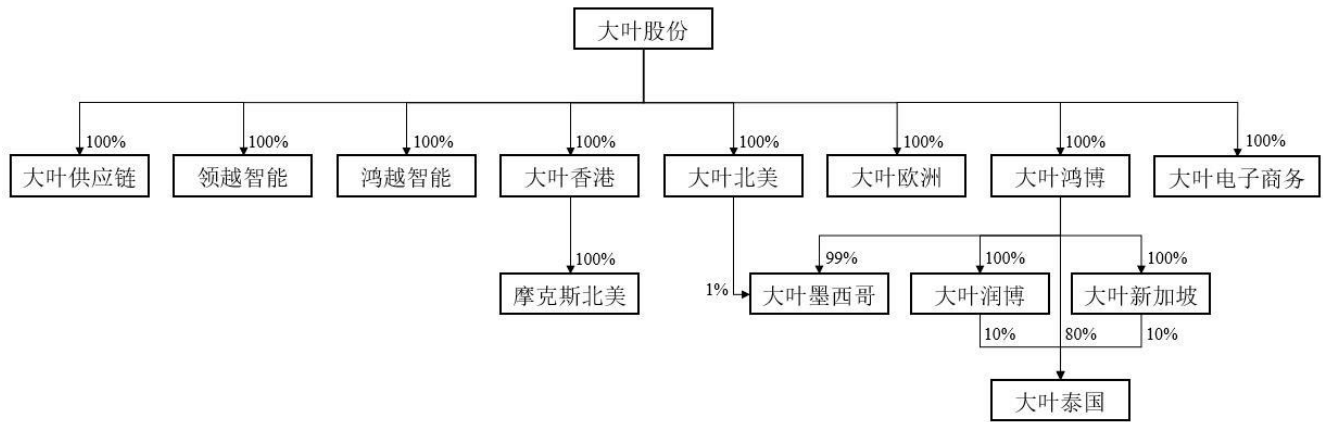 大叶股份
100% 100% 100% 100% 100% 100% 100% 100%
大叶供应链 领越智能 鸿越智能 大叶香港 大叶北美 大叶欧洲 大叶鸿博 大叶电子商务
100% 99% 100% 100%
1%
摩克斯北美 大叶墨西哥 大叶润博 大叶新加坡
10% 80% 10%
大叶泰国